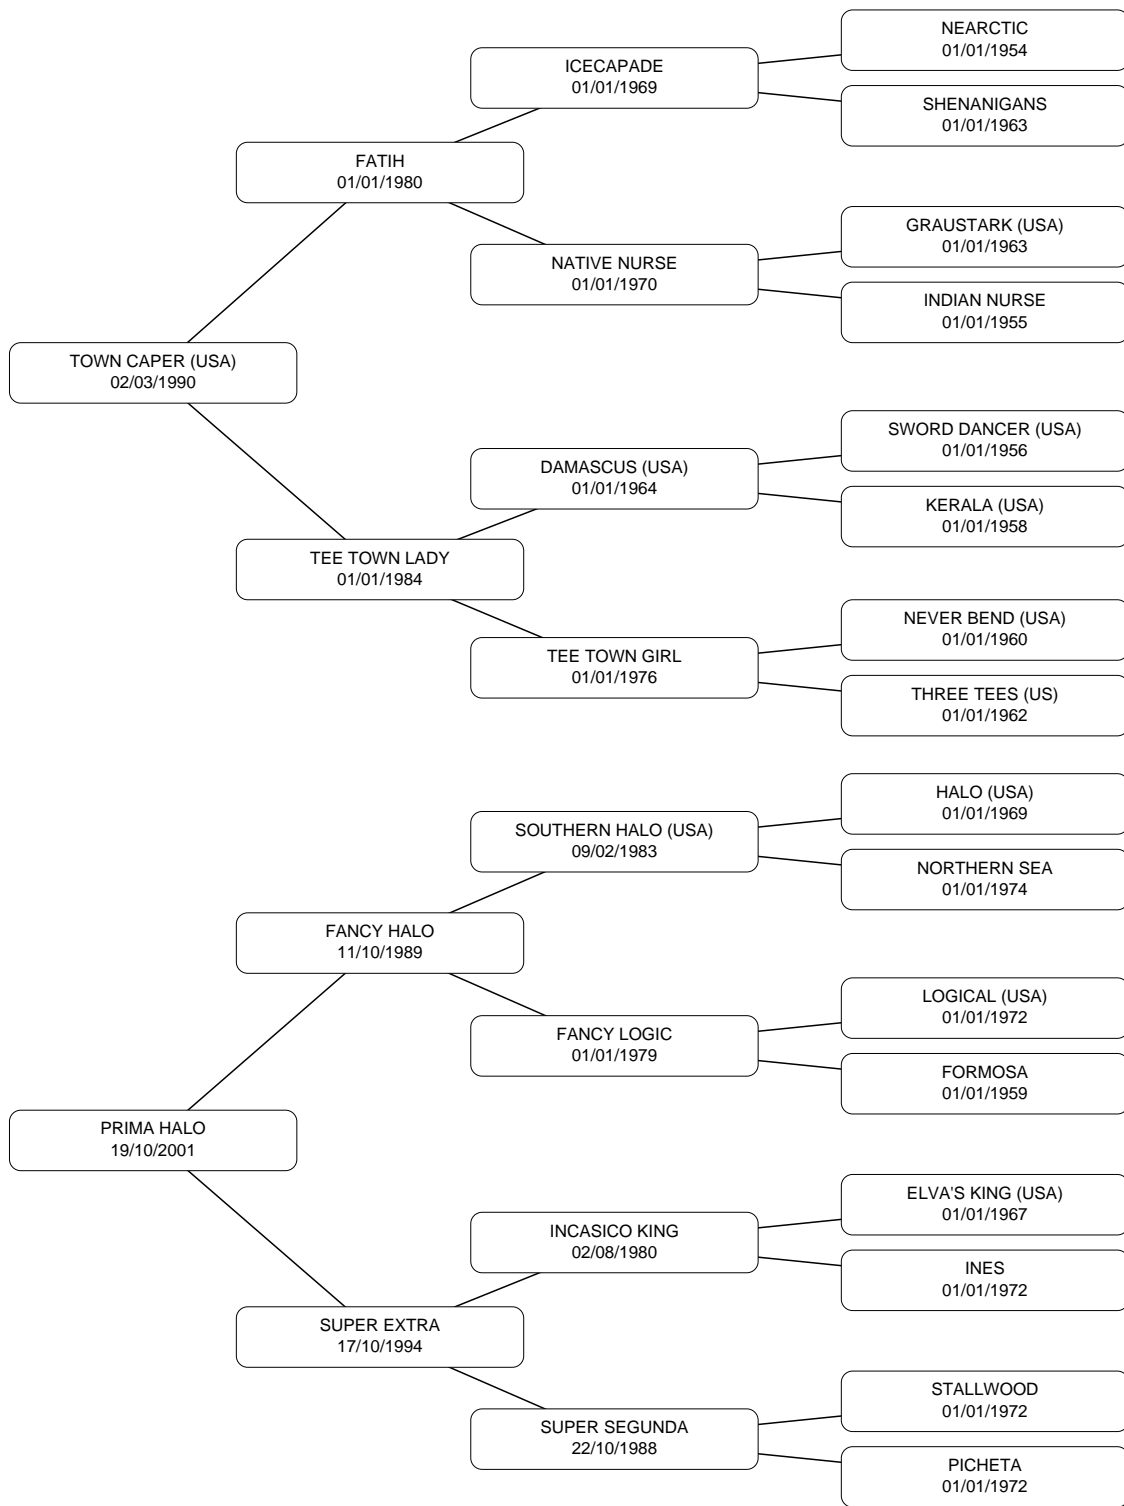 NEARCTIC
01/01/1954
ICECAPADE
01/01/1969
SHENANIGANS
01/01/1963
FATIH
01/01/1980
GRAUSTARK (USA)
01/01/1963
NATIVE NURSE
01/01/1970
INDIAN NURSE
01/01/1955
TOWN CAPER (USA)
02/03/1990
SWORD DANCER (USA)
01/01/1956
DAMASCUS (USA)
01/01/1964
KERALA (USA)
01/01/1958
TEE TOWN LADY
01/01/1984
NEVER BEND (USA)
01/01/1960
TEE TOWN GIRL
01/01/1976
THREE TEES (US)
01/01/1962
HALO (USA)
01/01/1969
SOUTHERN HALO (USA)
09/02/1983
NORTHERN SEA
01/01/1974
FANCY HALO
11/10/1989
LOGICAL (USA)
01/01/1972
FANCY LOGIC
01/01/1979
FORMOSA
01/01/1959
PRIMA HALO
19/10/2001
ELVA'S KING (USA)
01/01/1967
INCASICO KING
02/08/1980
INES
01/01/1972
SUPER EXTRA
17/10/1994
STALLWOOD
01/01/1972
SUPER SEGUNDA
22/10/1988
PICHETA
01/01/1972